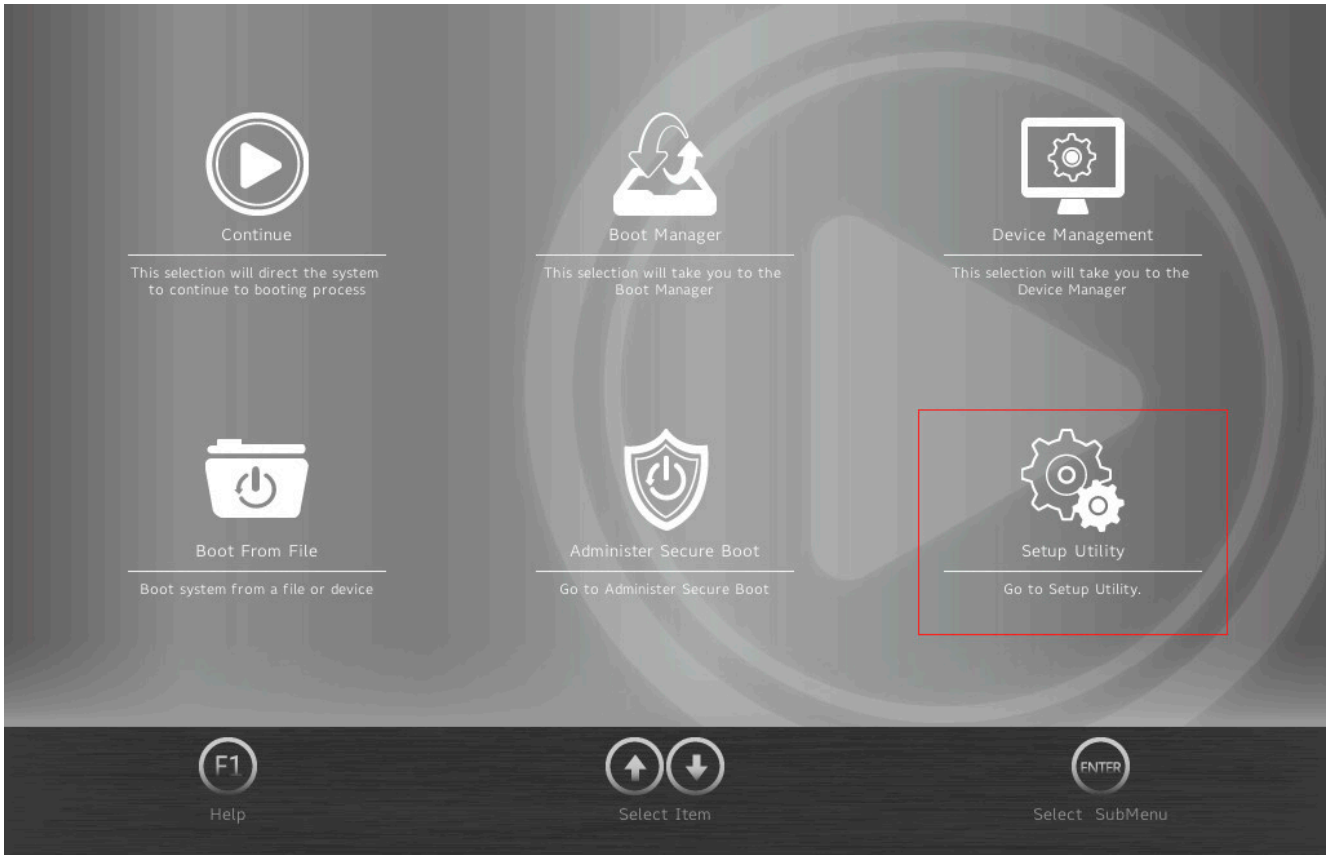 Continue
This selection will direct the system
to continue to booting process
Boot Manager
This selection will take you to the
Boot Manager
Device Management
This selection will take you to the
Device Manager
Boot From File
Boot system from a file or device
Administer Secure Boot
Go to Administer Secure Boot
Setup Utility
Go to Setup Utility.
F1
Help
Select Item
ENTER
Select SubMenu